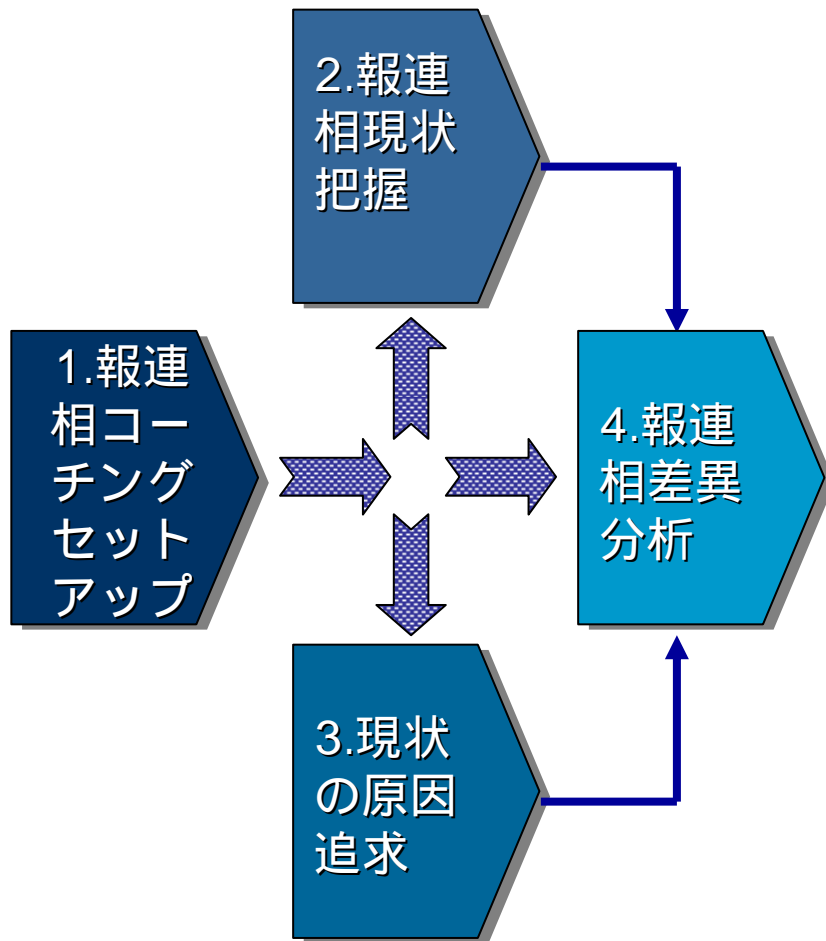 2.報連
相現状
把握
1.報連
相コー
チング
セット
アップ
4.報連
相差異
分析
3.現状
の原因
追求